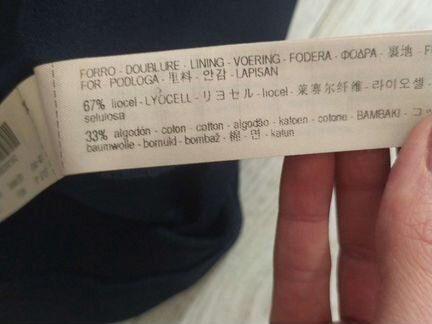 FORRO - DOUBLURE - LINING - VOERING - FODERA - ΦΟΔΡΑ - 裏地 -
FOR - PODLOGA - 里料 - 안감 - LAPISAN
67% liocel - LYOCELL - リヨセル - liocel - 莱赛尔纤维 - 라이오셀
selulosa
33% algodón - coton - cotton - algodão - katoen - cotone - BAMBAKI -
baumwolle - bomuld - bombaž - 棉 - 면 - katun